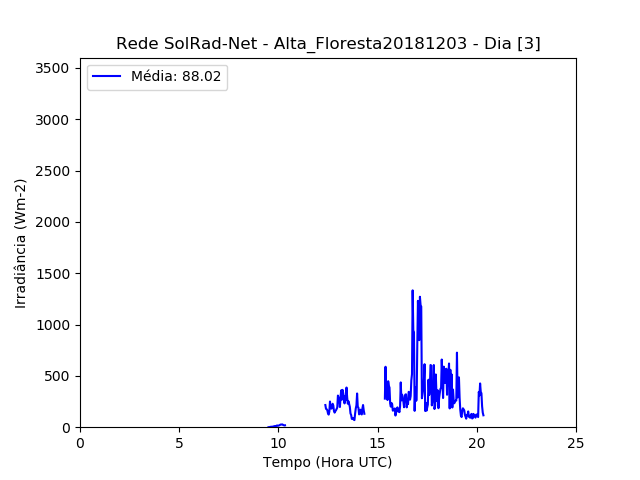 Rede SolRad-Net - Alta_Floresta20181203 - Dia [3]
Média: 88.02
Irradiância (Wm-2)
3500
3000
2500
2000
1500
1000
500
0
0 5 10 15 20 25
Tempo (Hora UTC)